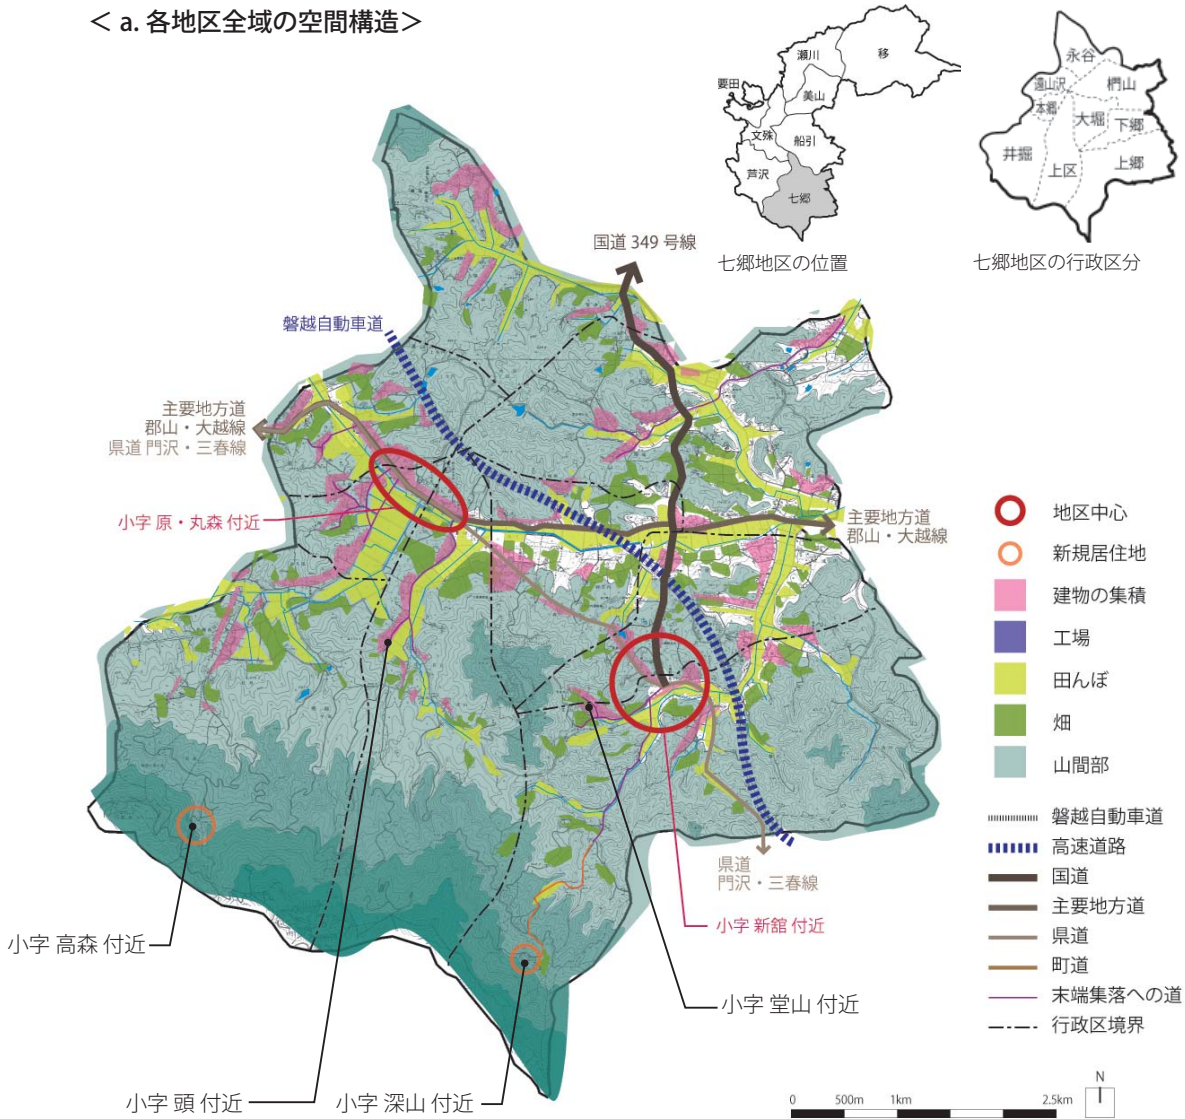 ＜ a. 各地区全域の空間構造＞
瀬川
移
要田
美山
文殊
船引
芦沢
七郷
七郷地区の位置
永谷
遠山沢
椚山
本郷
大堀
下郷
井堀
上区
上郷
七郷地区の行政区分
国道 349 号線
磐越自動車道
主要地方道
郡山・大越線
県道 門沢・三春線
小字 原・丸森 付近
主要地方道
郡山・大越線
県道
門沢・三春線
小字 新舘 付近
小字 高森 付近
小字 堂山 付近
小字 頭 付近
小字 深山 付近
地区中心
新規居住地
建物の集積
工場
田んぼ
畑
山間部
磐越自動車道
高速道路
国道
主要地方道
県道
町道
末端集落への道
行政区境界
0 500m 1km 2.5km
N